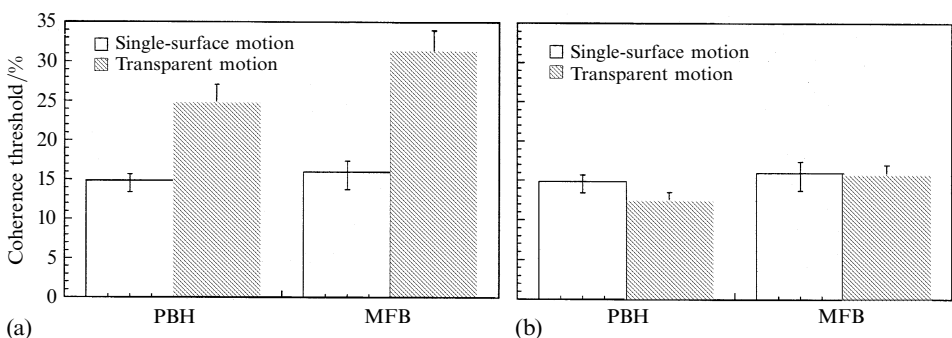 Coherence threshold/%
35
30
25
20
15
10
5
0
Single-surface motion
Transparent motion
PBH
MFB
(a)
Single-surface motion
Transparent motion
PBH
MFB
(b)